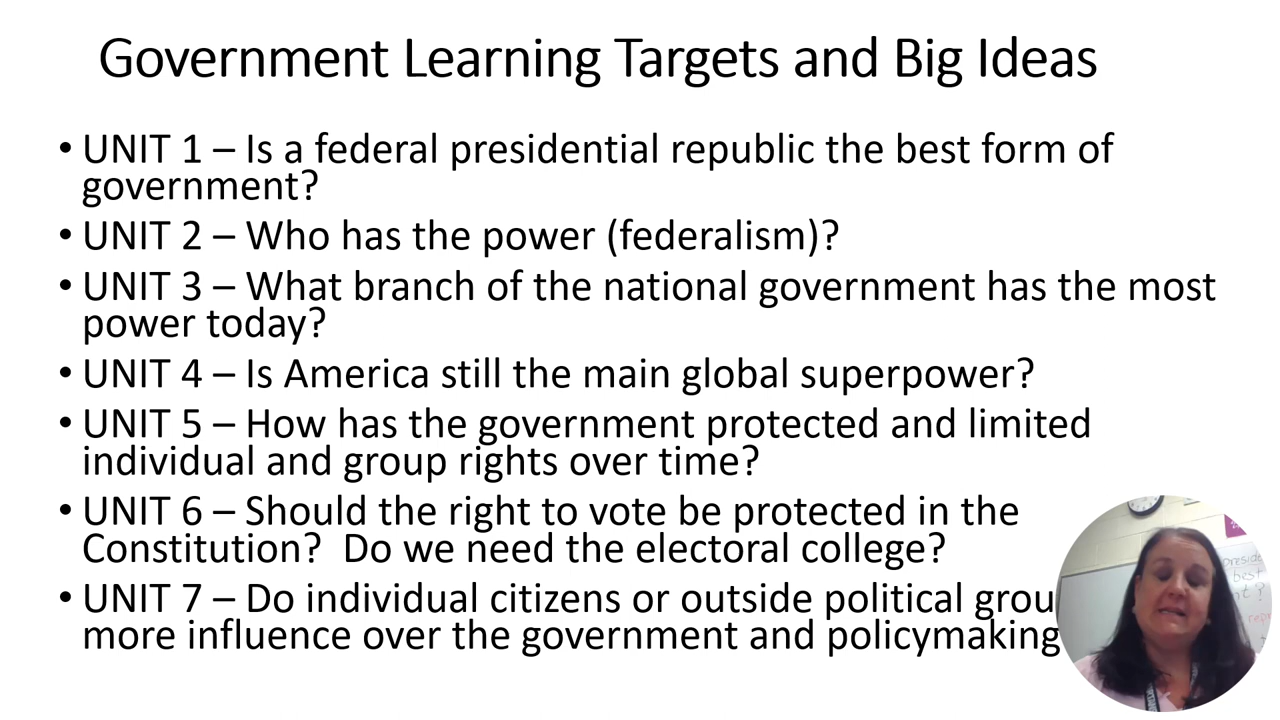 Government Learning Targets and Big Ideas
• UNIT 1 – Is a federal presidential republic the best form of
government?
• UNIT 2 – Who has the power (federalism)?
• UNIT 3 – What branch of the national government has the most
power today?
• UNIT 4 – Is America still the main global superpower?
• UNIT 5 – How has the government protected and limited
individual and group rights over time?
• UNIT 6 – Should the right to vote be protected in the
Constitution?  Do we need the electoral college?
• UNIT 7 – Do individual citizens or outside political grou
more influence over the government and policymaking
best